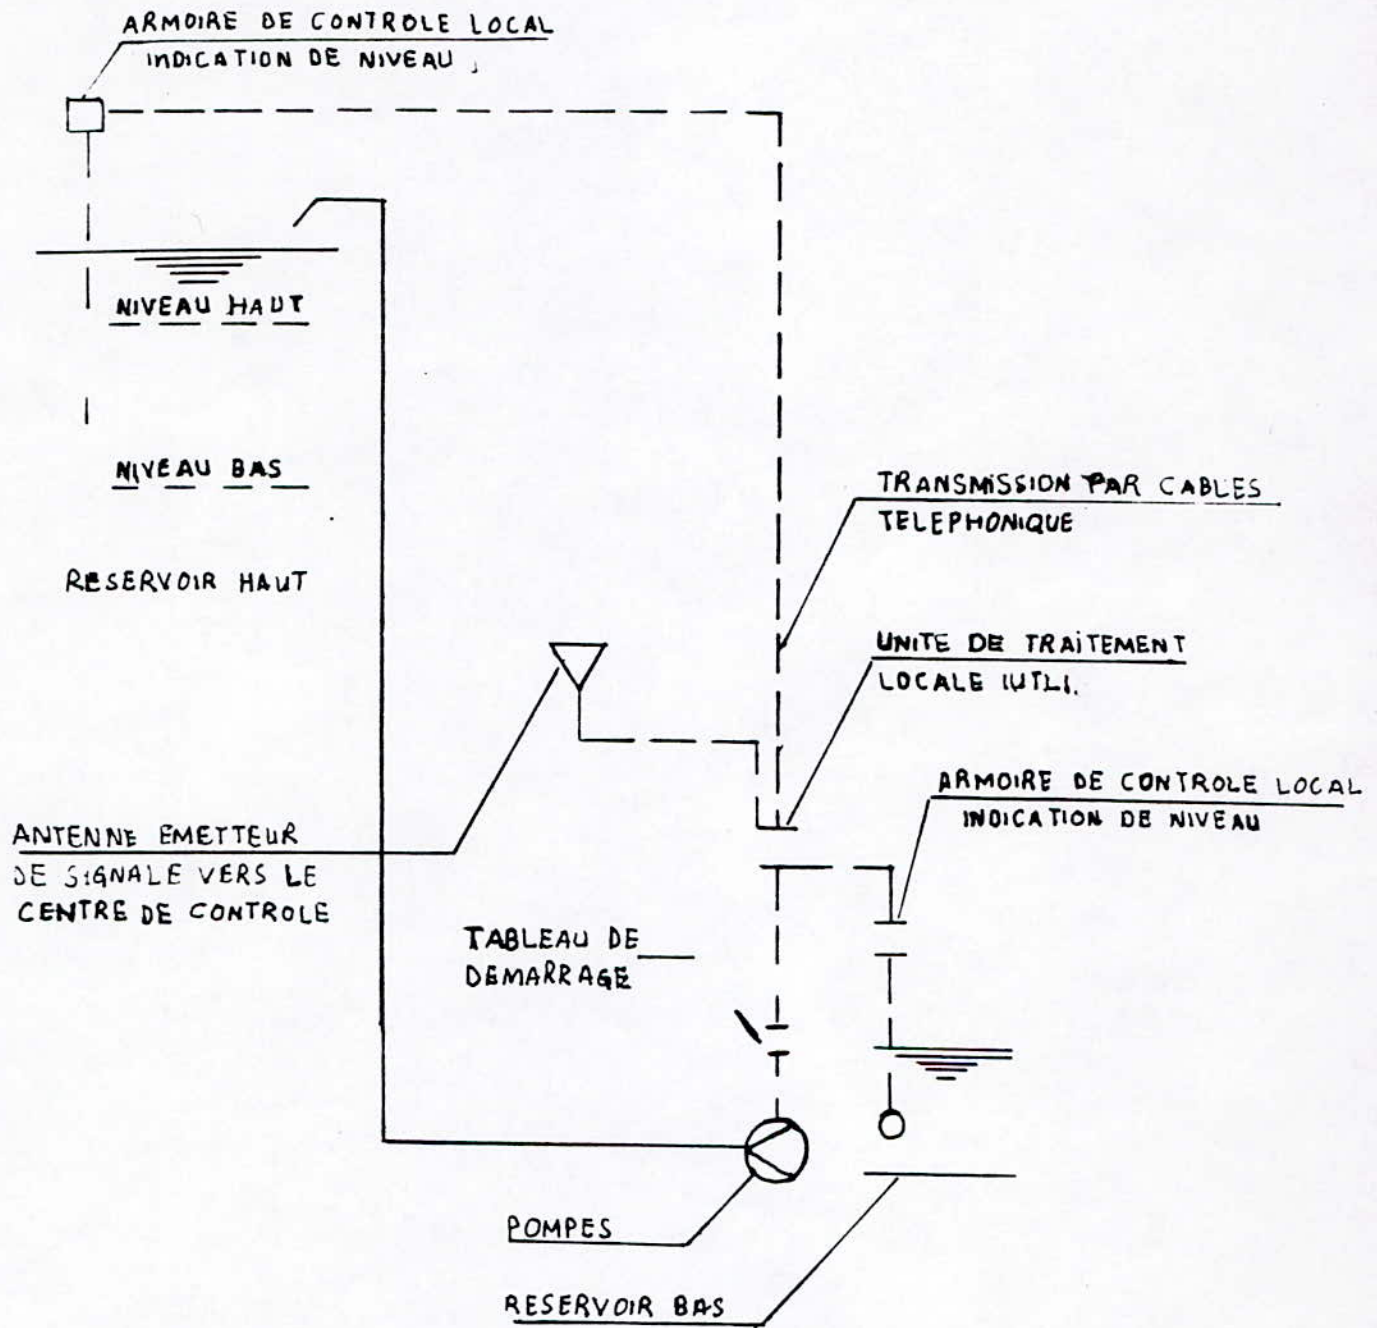 ARMOIRE DE CONTROLE LOCAL
INDICATION DE NIVEAU
NIVEAU HAUT
NIVEAU BAS
RESERVOIR HAUT
TRANSMISSION PAR CABLES
TELEPHONIQUE
UNITE DE TRAITEMENT
LOCALE IUTLI.
ARMOIRE DE CONTROLE LOCAL
INDICATION DE NIVEAU
ANTENNE EMETTEUR
DE SIGNALE VERS LE
CENTRE DE CONTROLE
TABLEAU DE
DEMARRAGE
POMPES
RESERVOIR BAS